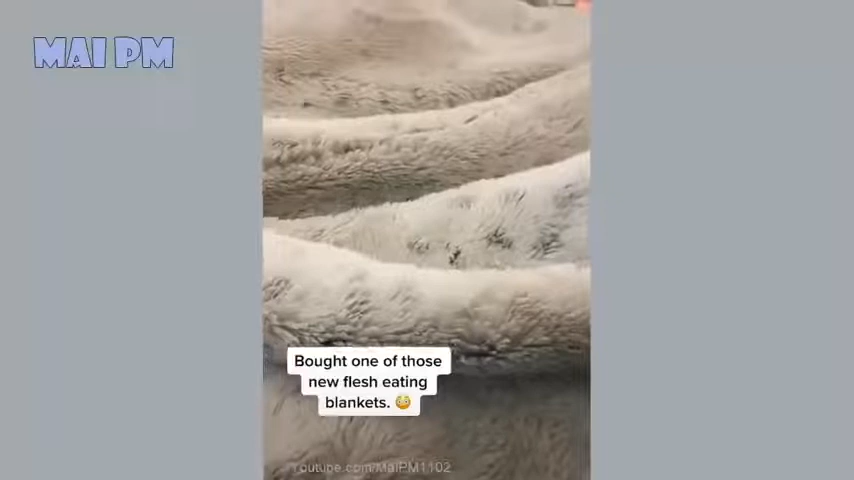 MAI PM
Bought one of those
new flesh eating
blankets. 😳
Youtube.com/MaiPM1102